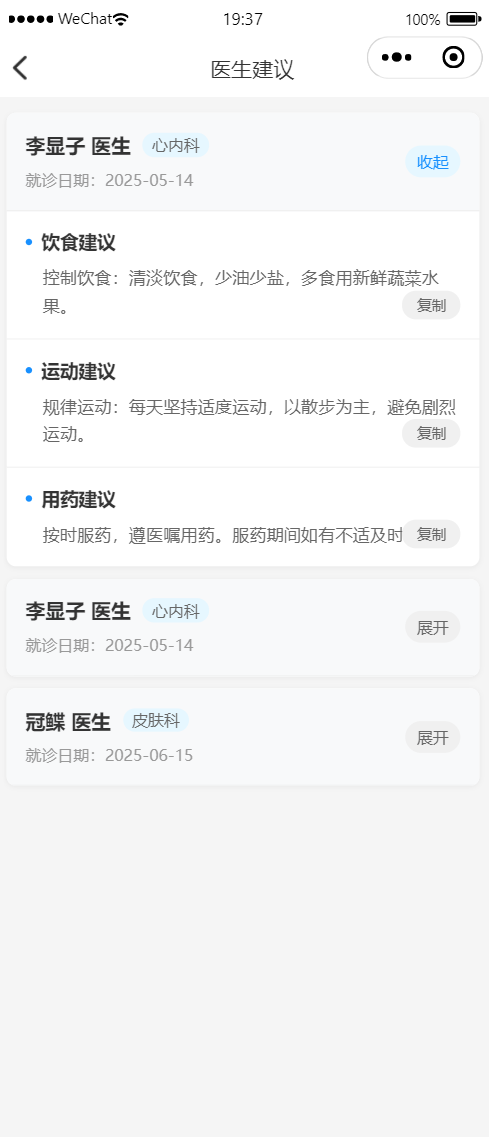 WeChat 19:37 100%
医生建议
李显子 医生 心内科
就诊日期：2025-05-14
收起
饮食建议
控制饮食：清淡饮食，少油少盐，多食用新鲜蔬菜水
果。
复制
运动建议
规律运动：每天坚持适度运动，以散步为主，避免剧烈
运动。
复制
用药建议
按时服药，遵医嘱用药。服药期间如有不适及时
复制
李显子 医生 心内科
就诊日期：2025-05-14
展开
冠鲽 医生 皮肤科
就诊日期：2025-06-15
展开